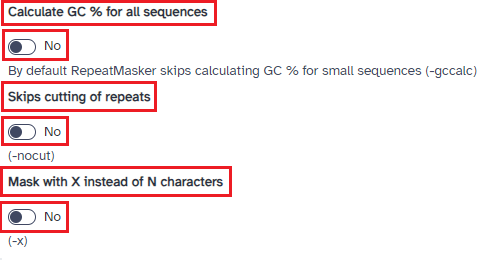 Calculate GC % for all sequences
No
By default RepeatMasker skips calculating GC % for small sequences (-gccalc)
Skips cutting of repeats
No
(-nocut)
Mask with X instead of N characters
No
(-x)